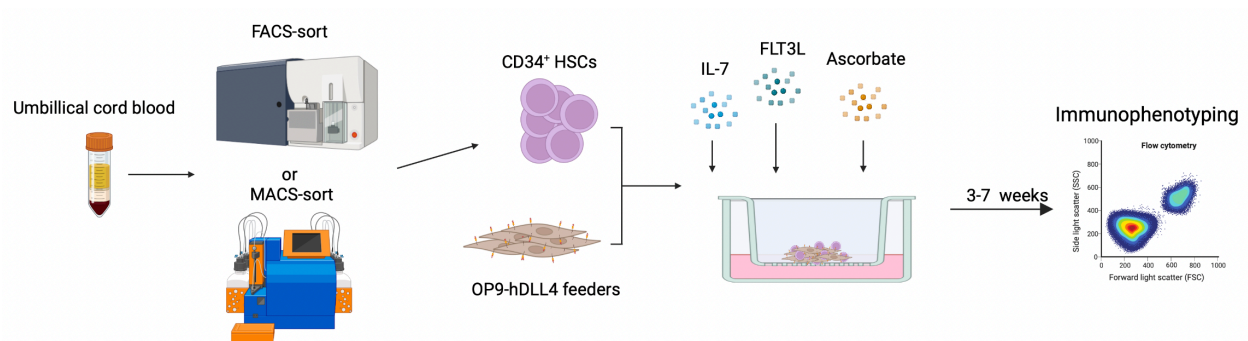 FACS-sort
Umbillical cord blood
or
MACS-sort
CD34+ HSCs
OP9-hDLL4 feeders
IL-7
FLT3L
Ascorbate
3-7 weeks
Immunophenotyping
Flow cytometry
Side light scatter (SSC)
1000
800
600
400
200
0
0 200 400 600 800 1000
Forward light scatter (FSC)